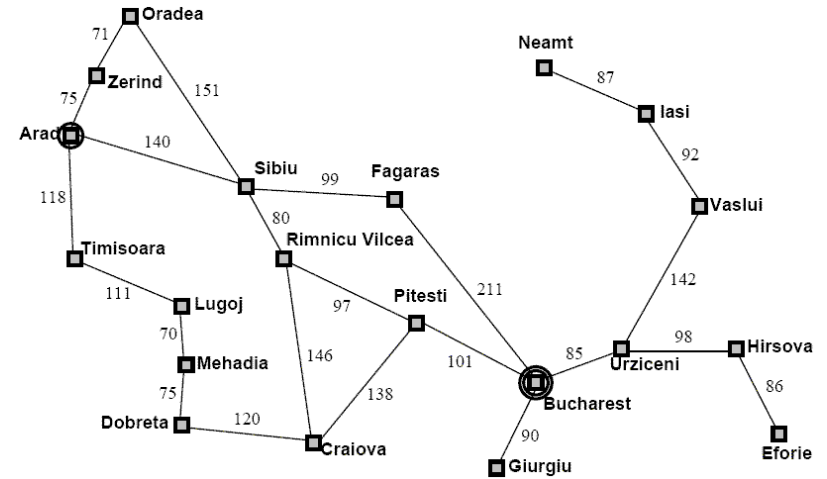 Oradea
71
Neamt
Zerind
87
151
75
Iasi
Arad
140
92
Sibiu
99
Fagaras
118
80
Vaslui
Timisoara
Rimnicu Vilcea
111
142
Lugoj
97
Pitesti
211
70
98
Hirsova
146
101
85
Urziceni
Mehadia
86
75
138
Bucharest
Dobreta
120
90
Craiova
Eforie
Giurgiu